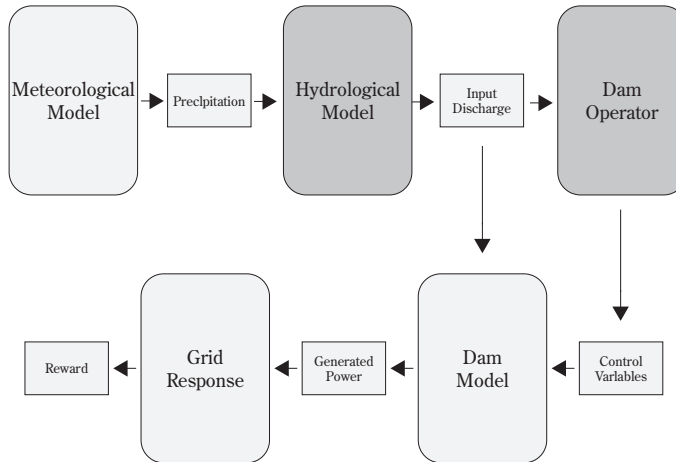 Meteorological
Model
Preclpitation
Hydrological
Model
Input
Discharge
Dam
Operator
Reward
Grid
Response
Generated
Power
Dam
Model
Control
Varlables